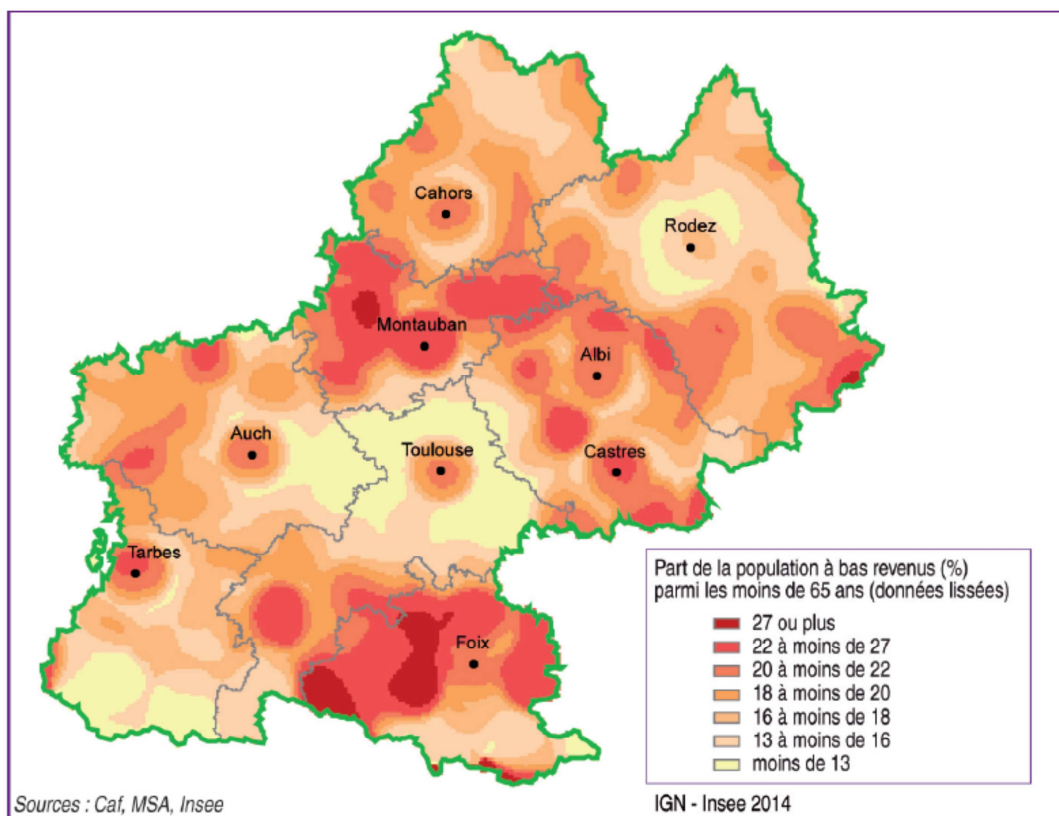 Cahors
Rodez
Montauban
Albi
Auch
Toulouse
Castres
Tarbes
Foix
Part de la population à bas revenus (%)
parmi les moins de 65 ans (données lissées)
27 ou plus
22 à moins de 27
20 à moins de 22
18 à moins de 20
16 à moins de 18
13 à moins de 16
moins de 13
Sources : Caf, MSA, Insee
IGN - Insee 2014